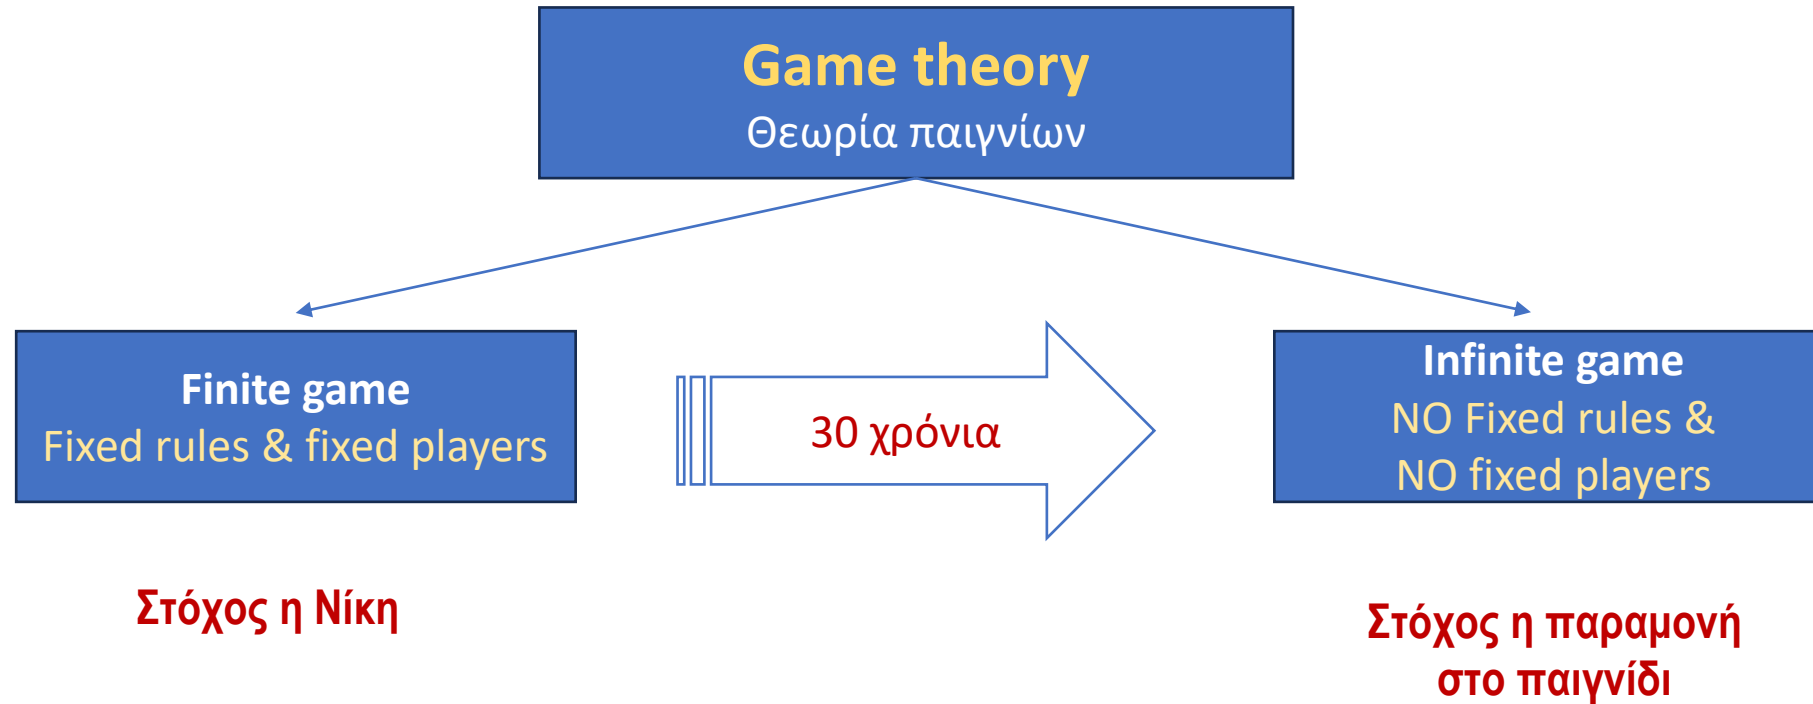 Game theory
Θεωρία παιγνίων
Finite game
Fixed rules & fixed players
30 χρόνια
Infinite game
NO Fixed rules &
NO fixed players
Στόχος η Νίκη
Στόχος η παραμονή
στο παιγνίδι